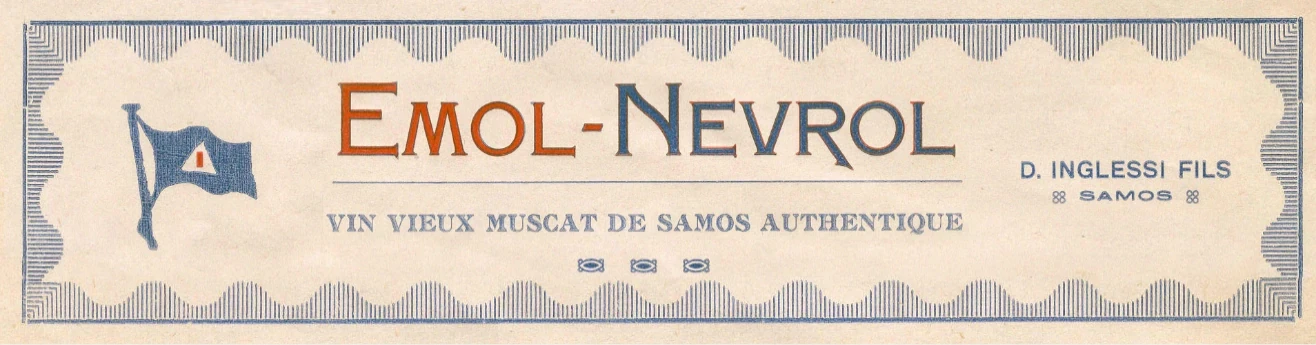 EMOL-NEVROL
VIN VIEUX MUSCAT DE SAMOS AUTHENTIQUE
I
D. INGLESSI FILS
SAMOS